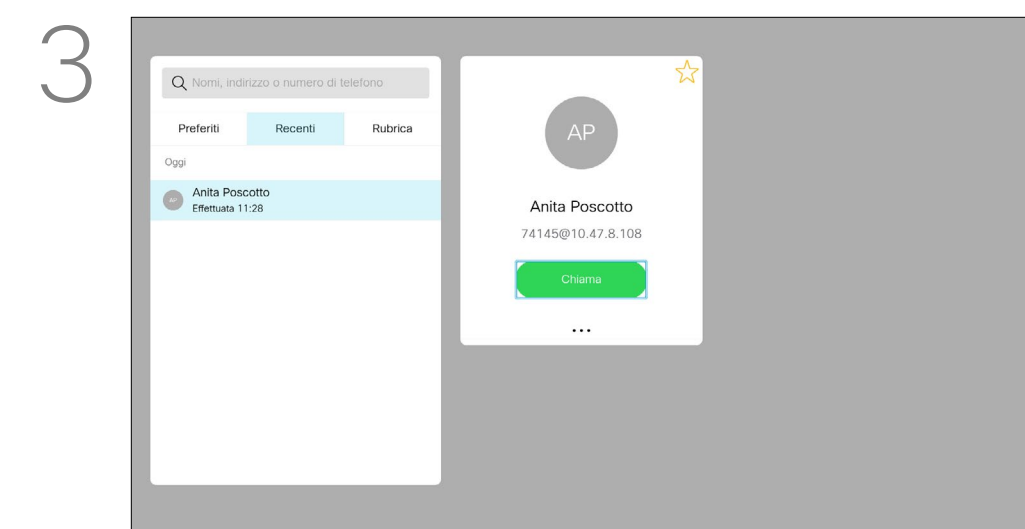 3
Nomi, indirizzo o numero di telefono
Preferiti Recenti Rubrica
Oggi
AP
Anita Poscotto
Effettuata 11:28
AP
Anita Poscotto
74145@10.47.8.108
Chiama
...